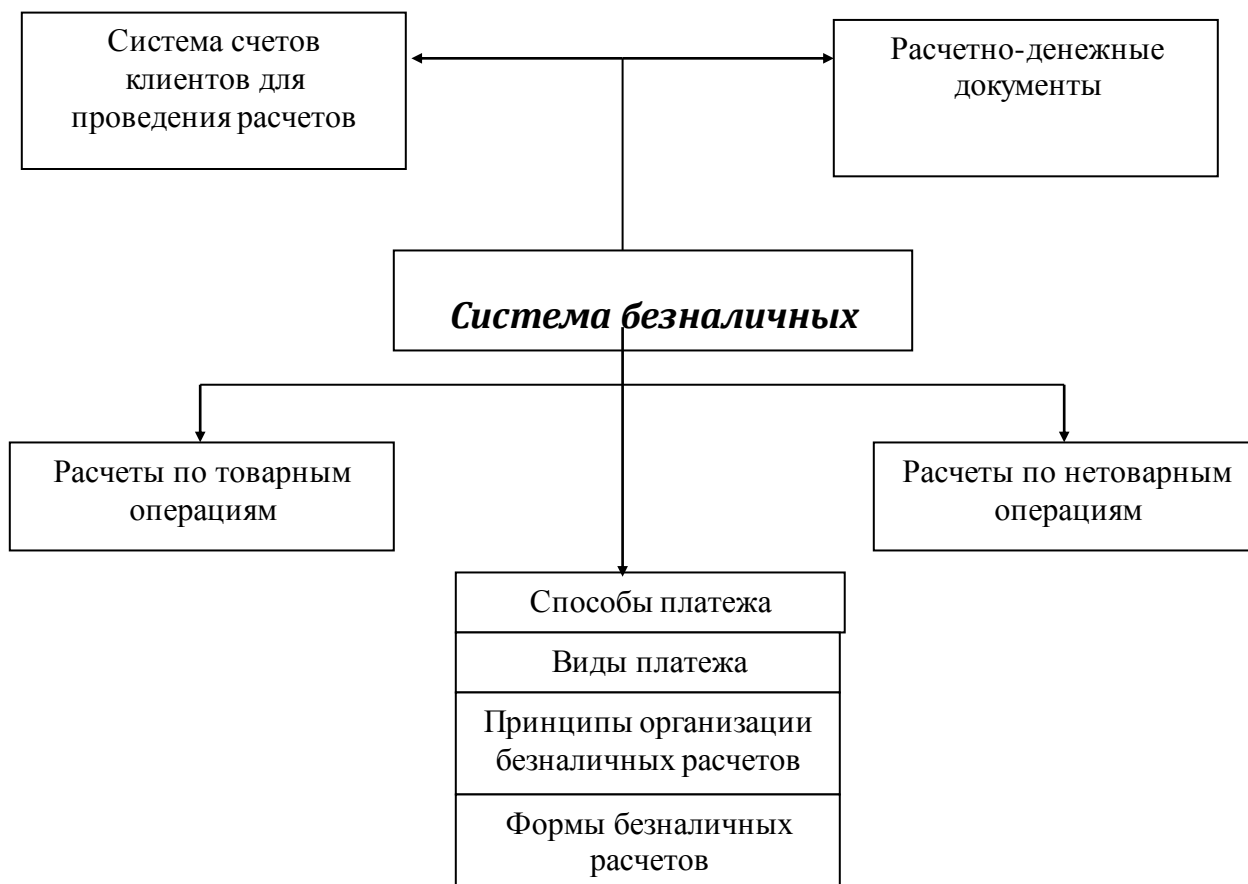 Система счетов
клиентов для
проведения расчетов
Расчетно-денежные
документы
Система безналичных
Расчеты по товарным
операциям
Расчеты по нетоварным
операциям
Способы платежа
Виды платежа
Принципы организации
безналичных расчетов
Формы безналичных
расчетов